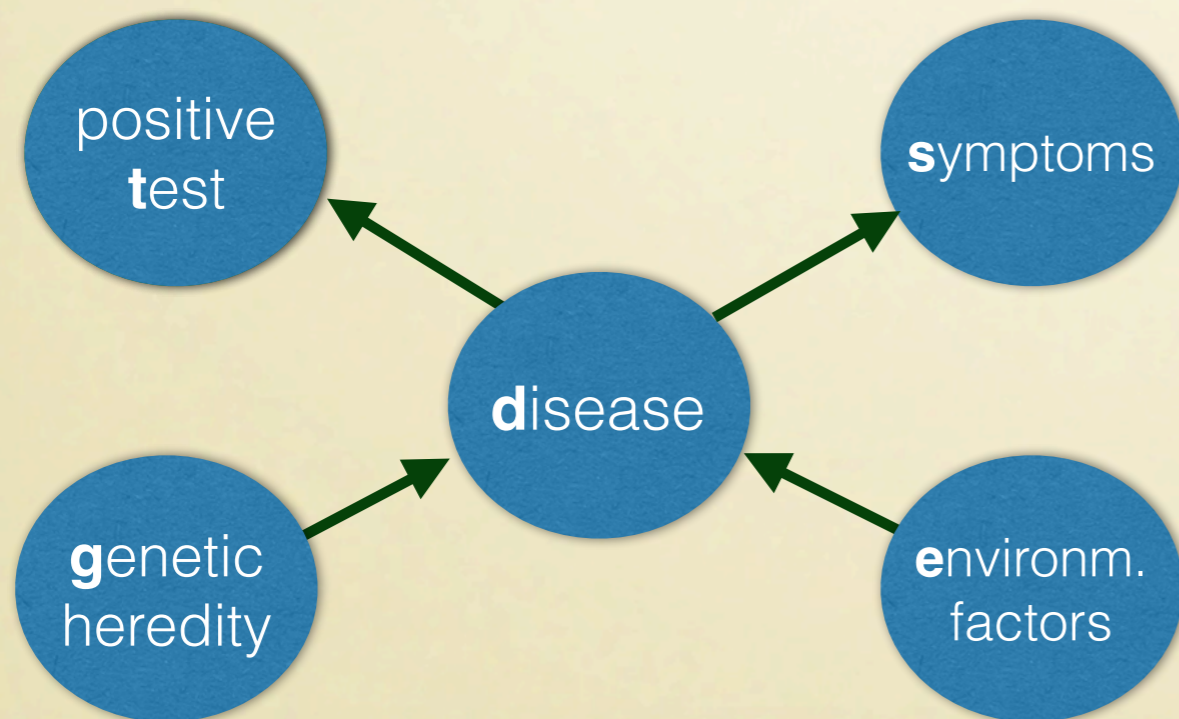 positive
test
symptoms
disease
genetic
heredity
environm.
factors